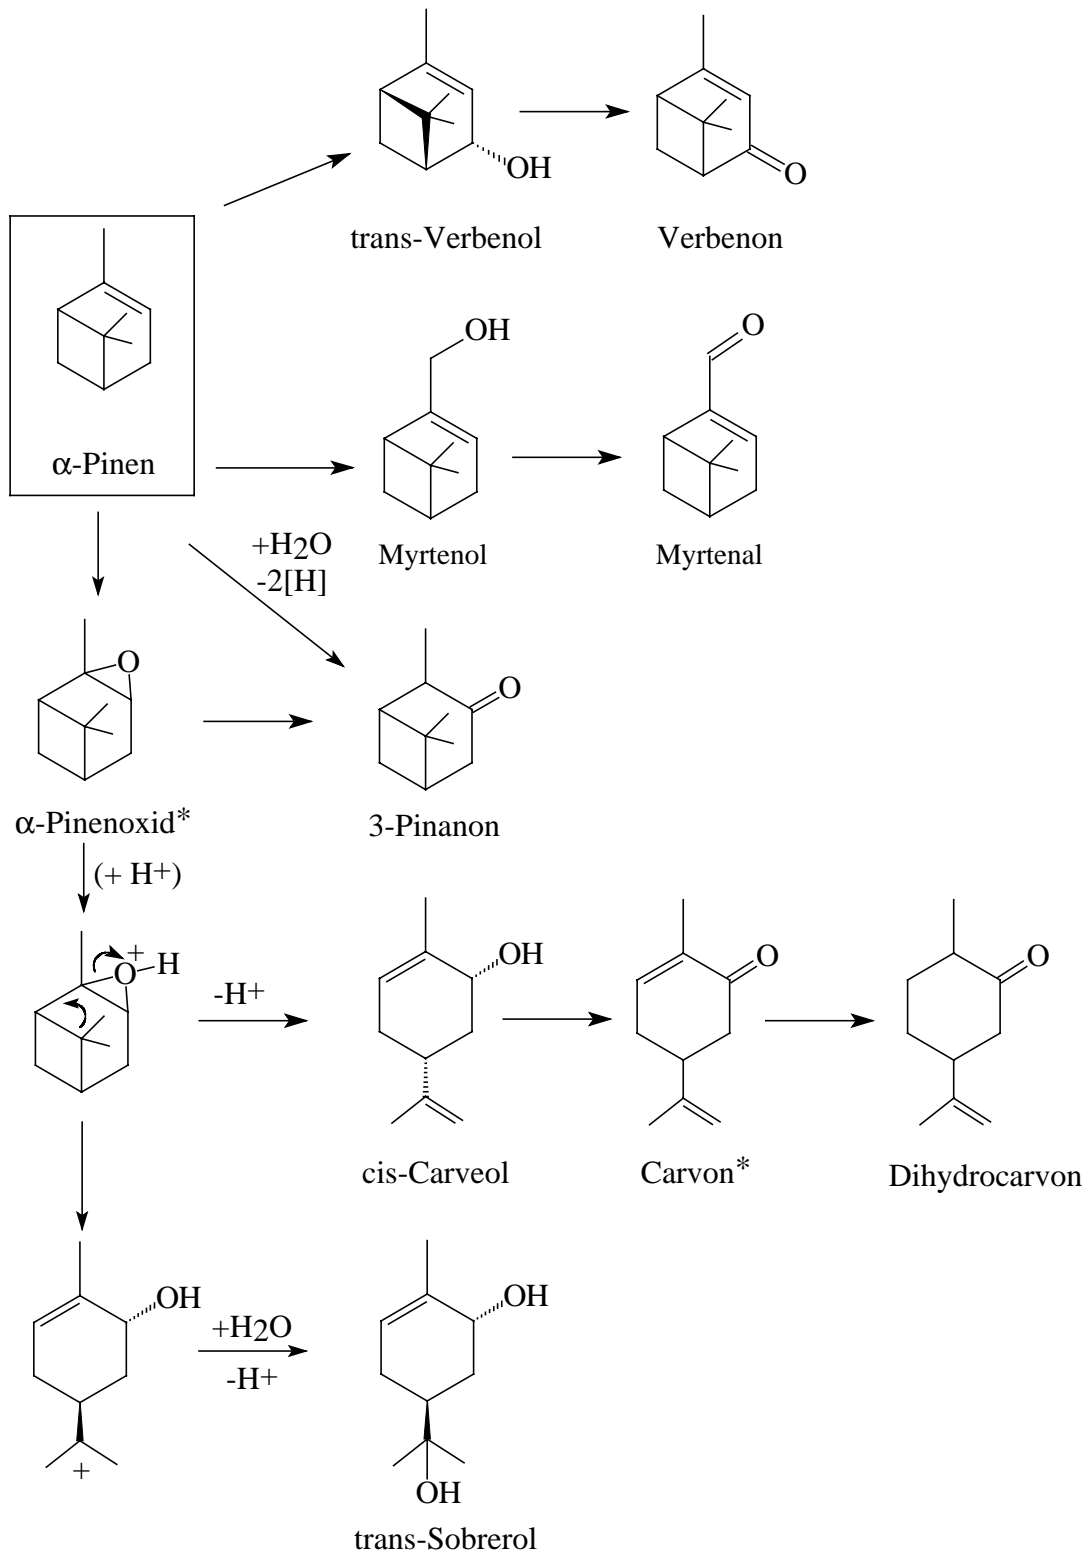 OH
O
trans-Verbenol
Verbenon
OH
O
α-Pinen
+H2O
-2[H]
Myrtenol
Myrtenal
O
O
α-Pinenoxid*
3-Pinanon
(+ H+)
+
O
H
-H+
OH
O
O
cis-Carveol
Carvon*
Dihydrocarvon
OH
+H2O
-H+
OH
+
OH
trans-Sobrerol